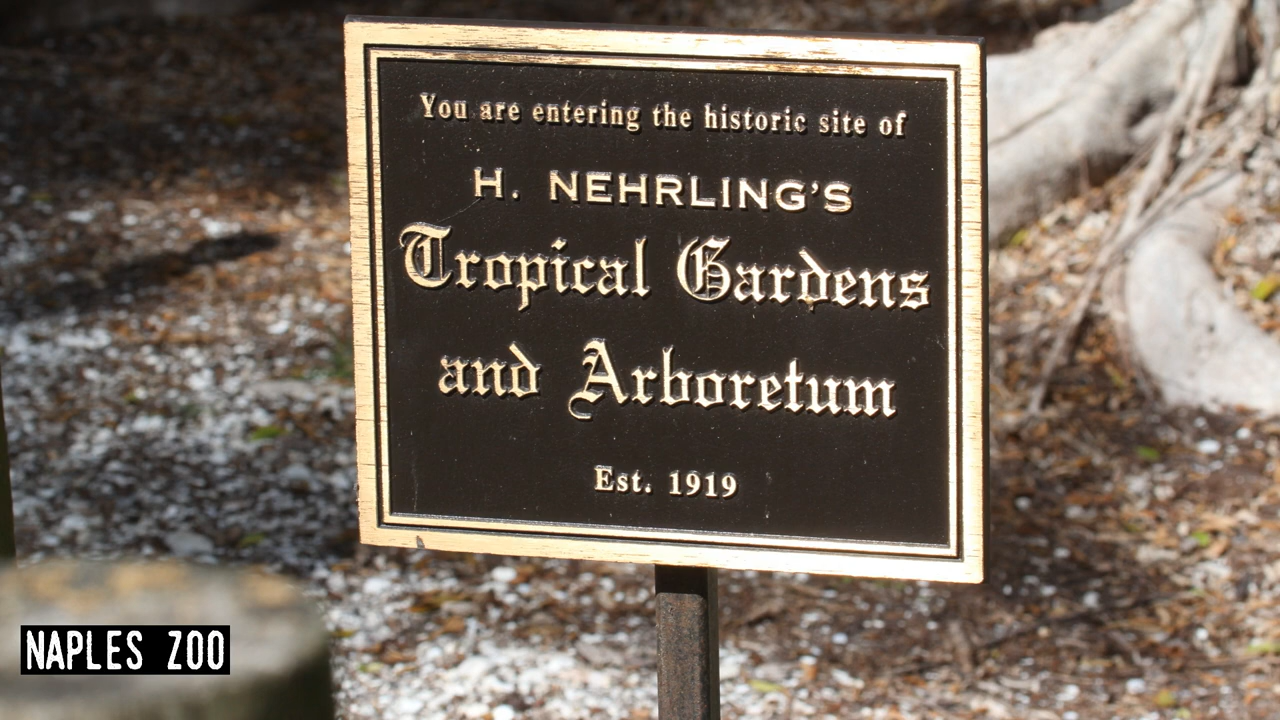 You are entering the historic site of
H. NEHRLING'S
Tropical Gardens
and Arboretum
Est. 1919
NAPLES ZOO